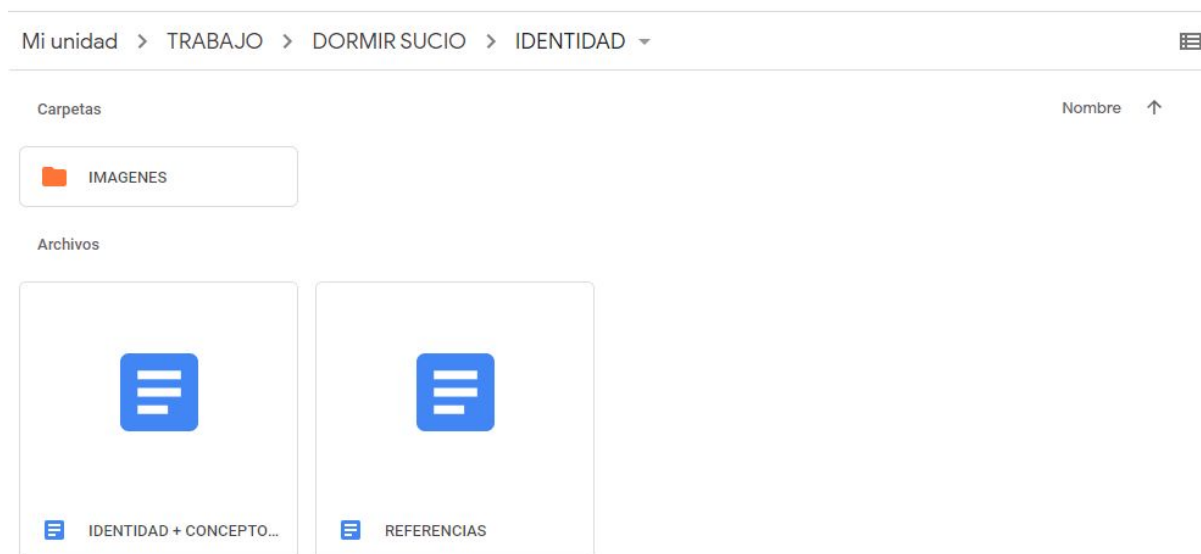 Mi unidad > TRABAJO > DORMIR SUCIO > IDENTIDAD
Carpetas
Nombre
IMAGENES
Archivos
IDENTIDAD + CONCEPTO...
REFERENCIAS